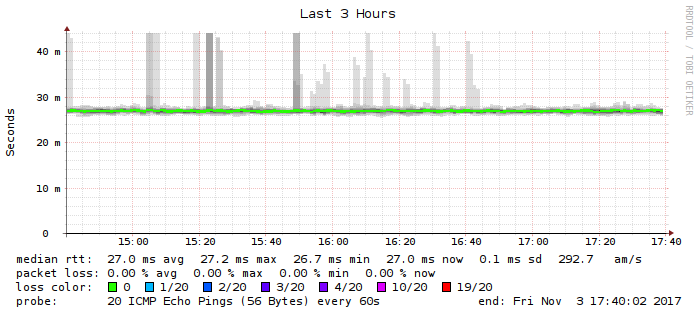 Last 3 Hours
RRDTOOL / TOBI OETIKER
Seconds
40 m
30 m
20 m
10 m
0
15:00 15:20 15:40 16:00 16:20 16:40 17:00 17:20 17:40
median rtt: 27.0 ms avg 27.2 ms max 26.7 ms min 27.0 ms now 0.1 ms sd 292.7 am/s
packet loss: 0.00 % avg 0.00 % max 0.00 % min 0.00 % now
loss color: 0 1/20 2/20 3/20 4/20 10/20 19/20
probe: 20 ICMP Echo Pings (56 Bytes) every 60s end: Fri Nov 3 17:40:02 2017